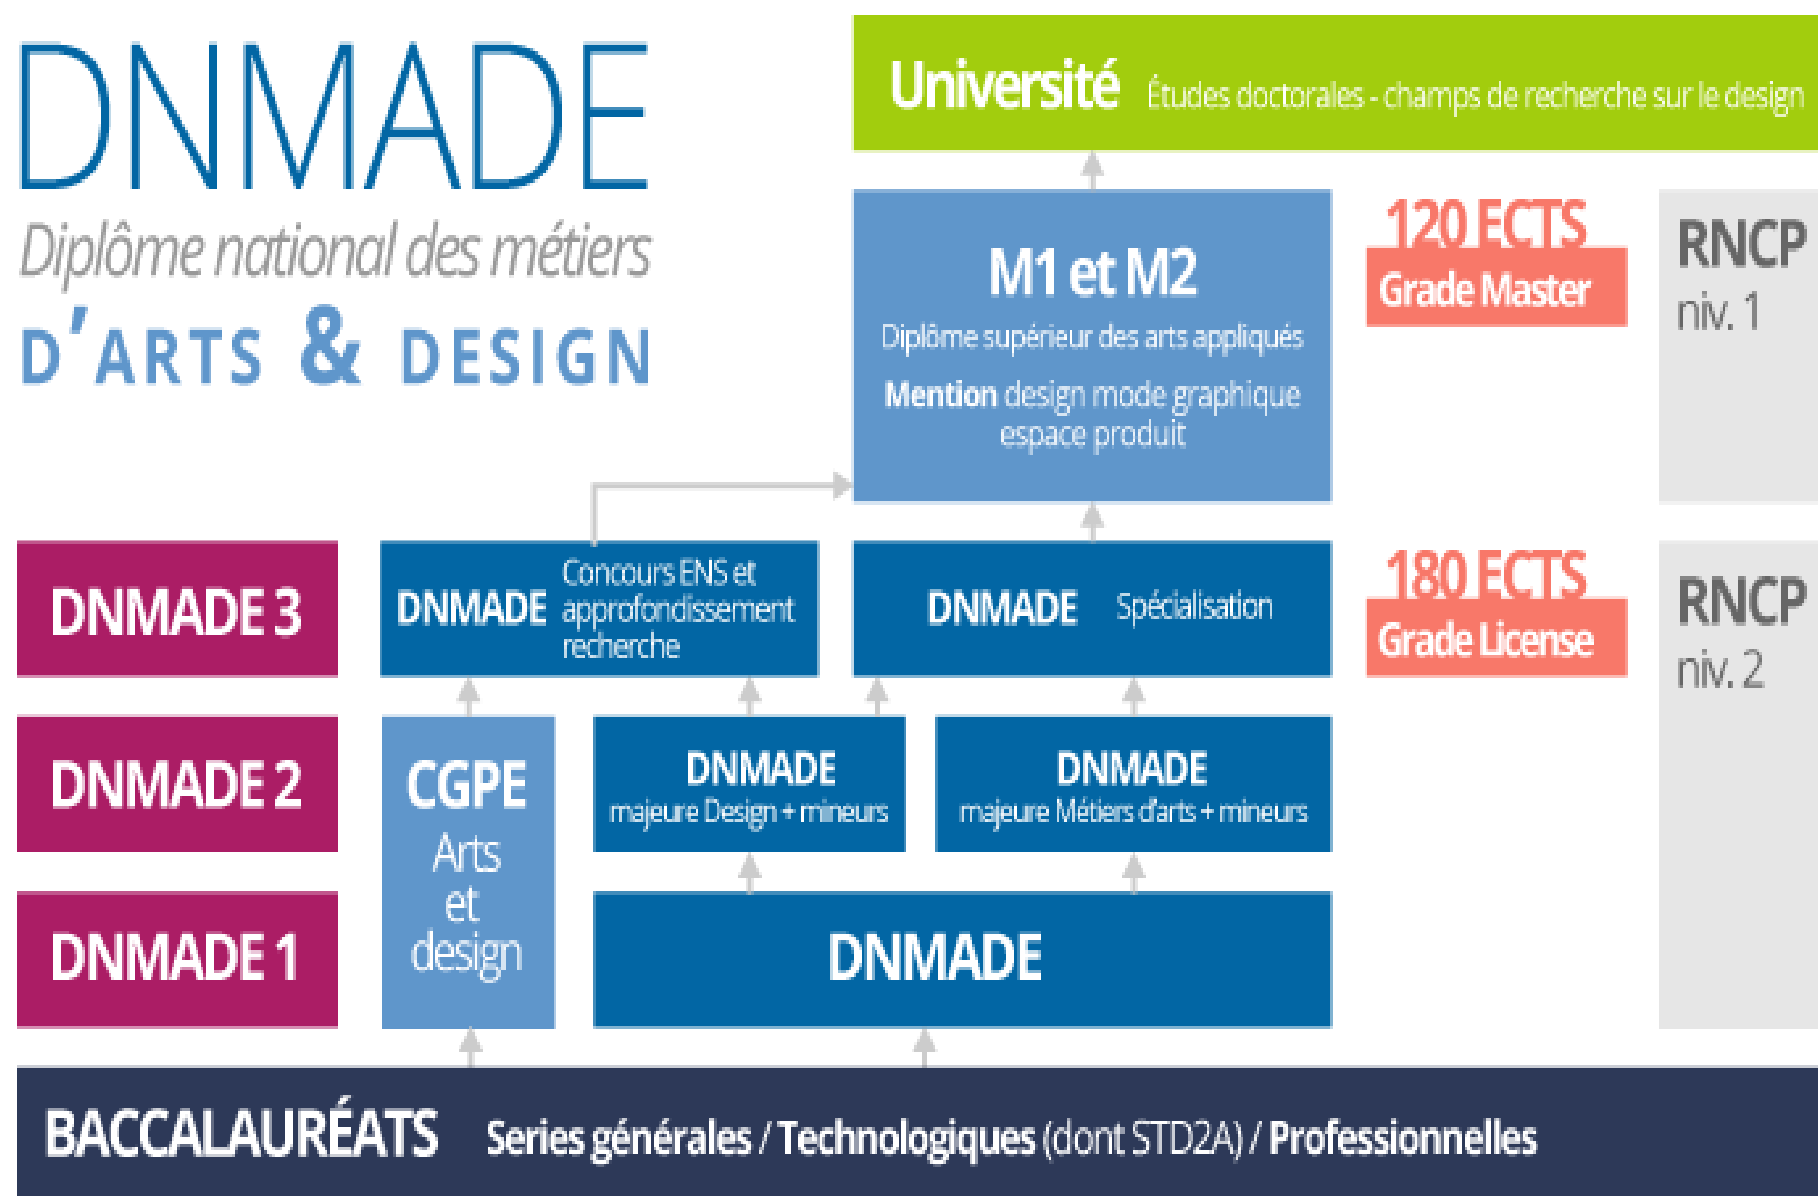 DNMADE
Diplôme national des métiers
D'ARTS & DESIGN
Université Études doctorales - champs de recherche sur le design
M1 et M2
Diplôme supérieur des arts appliqués
Mention design mode graphique
espace produit
120 ECTS
Grade Master
RNCP
niv. 1
DNMADE 3
DNMADE
Concours ENS et
approfondissement
recherche
DNMADE Spécialisation
180 ECTS
Grade License
RNCP
niv. 2
DNMADE 2
CGPE
Arts
et
design
DNMADE
majeure Design + mineurs
DNMADE
majeure Métiers d'arts + mineurs
DNMADE 1
DNMADE
BACCALAURÉATS Series générales / Technologiques (dont STD2A) / Professionnelles